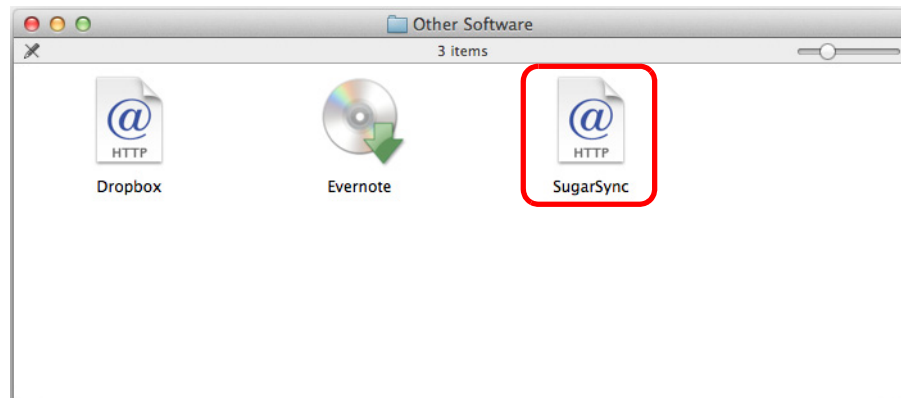 Other Software
3 items
@ @
HTTP HTTP
Dropbox Evernote SugarSync